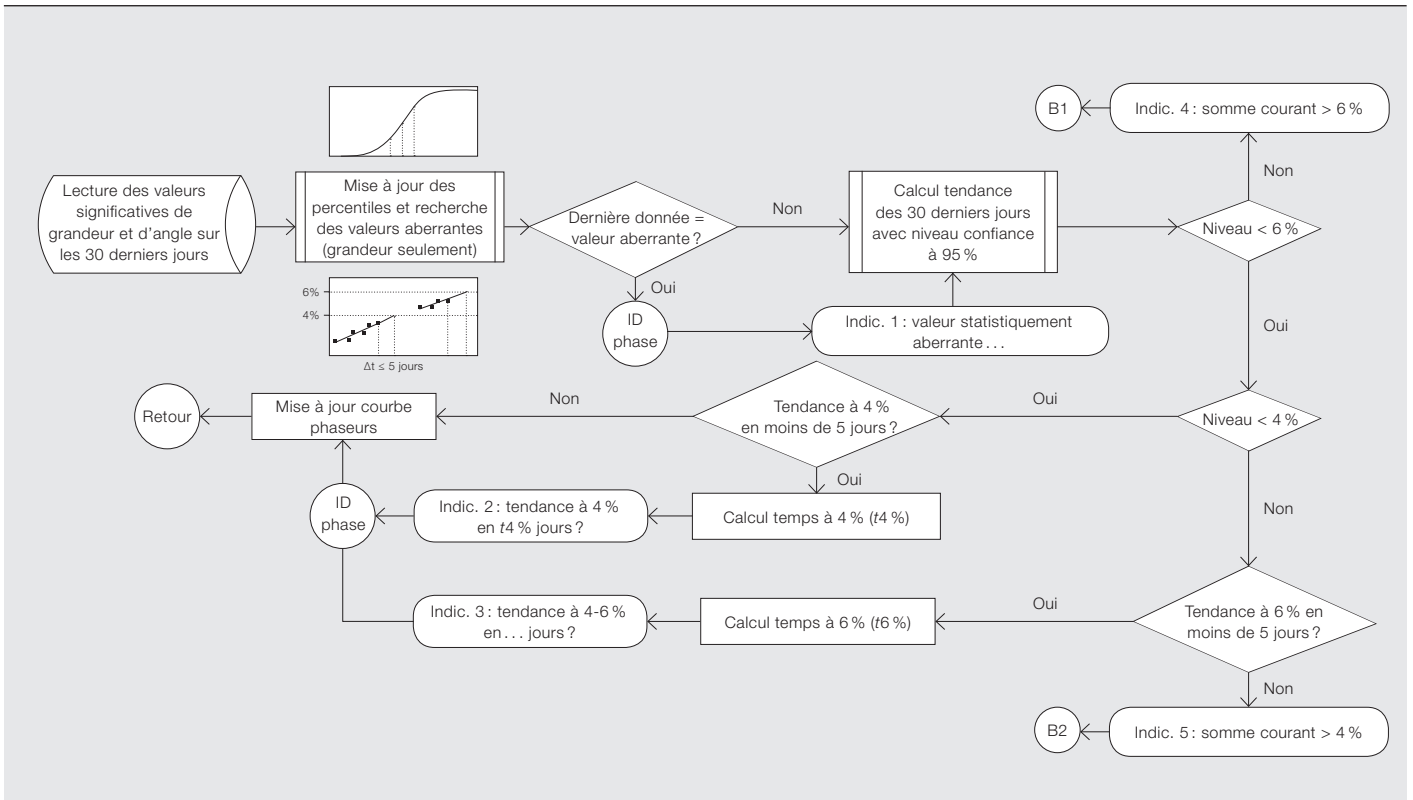 B1
Indic. 4 : somme courant > 6 %
Non
Lecture des valeurs
significatives de
grandeur et d'angle sur
les 30 derniers jours
Mise à jour des
percentiles et recherche
des valeurs aberrantes
(grandeur seulement)
Dernière donnée =
valeur aberrante ?
Non
Calcul tendance
des 30 derniers jours
avec niveau confiance
à 95 %
Niveau < 6 %
Oui
6%
4%
Δt ≤ 5 jours
ID
phase
Indic. 1 : valeur statistiquement
aberrante . . .
Oui
Retour
Mise à jour courbe
phaseurs
Non
Tendance à 4 %
en moins de 5 jours ?
Oui
Niveau < 4 %
Oui
ID
phase
Indic. 2 : tendance à 4 %
en t4 % jours ?
Calcul temps à 4 % (t4 %)
Non
Indic. 3 : tendance à 4-6 %
en . . . jours ?
Calcul temps à 6 % (t6 %)
Oui
Tendance à 6 % en
moins de 5 jours ?
Non
B2
Indic. 5 : somme courant > 4 %